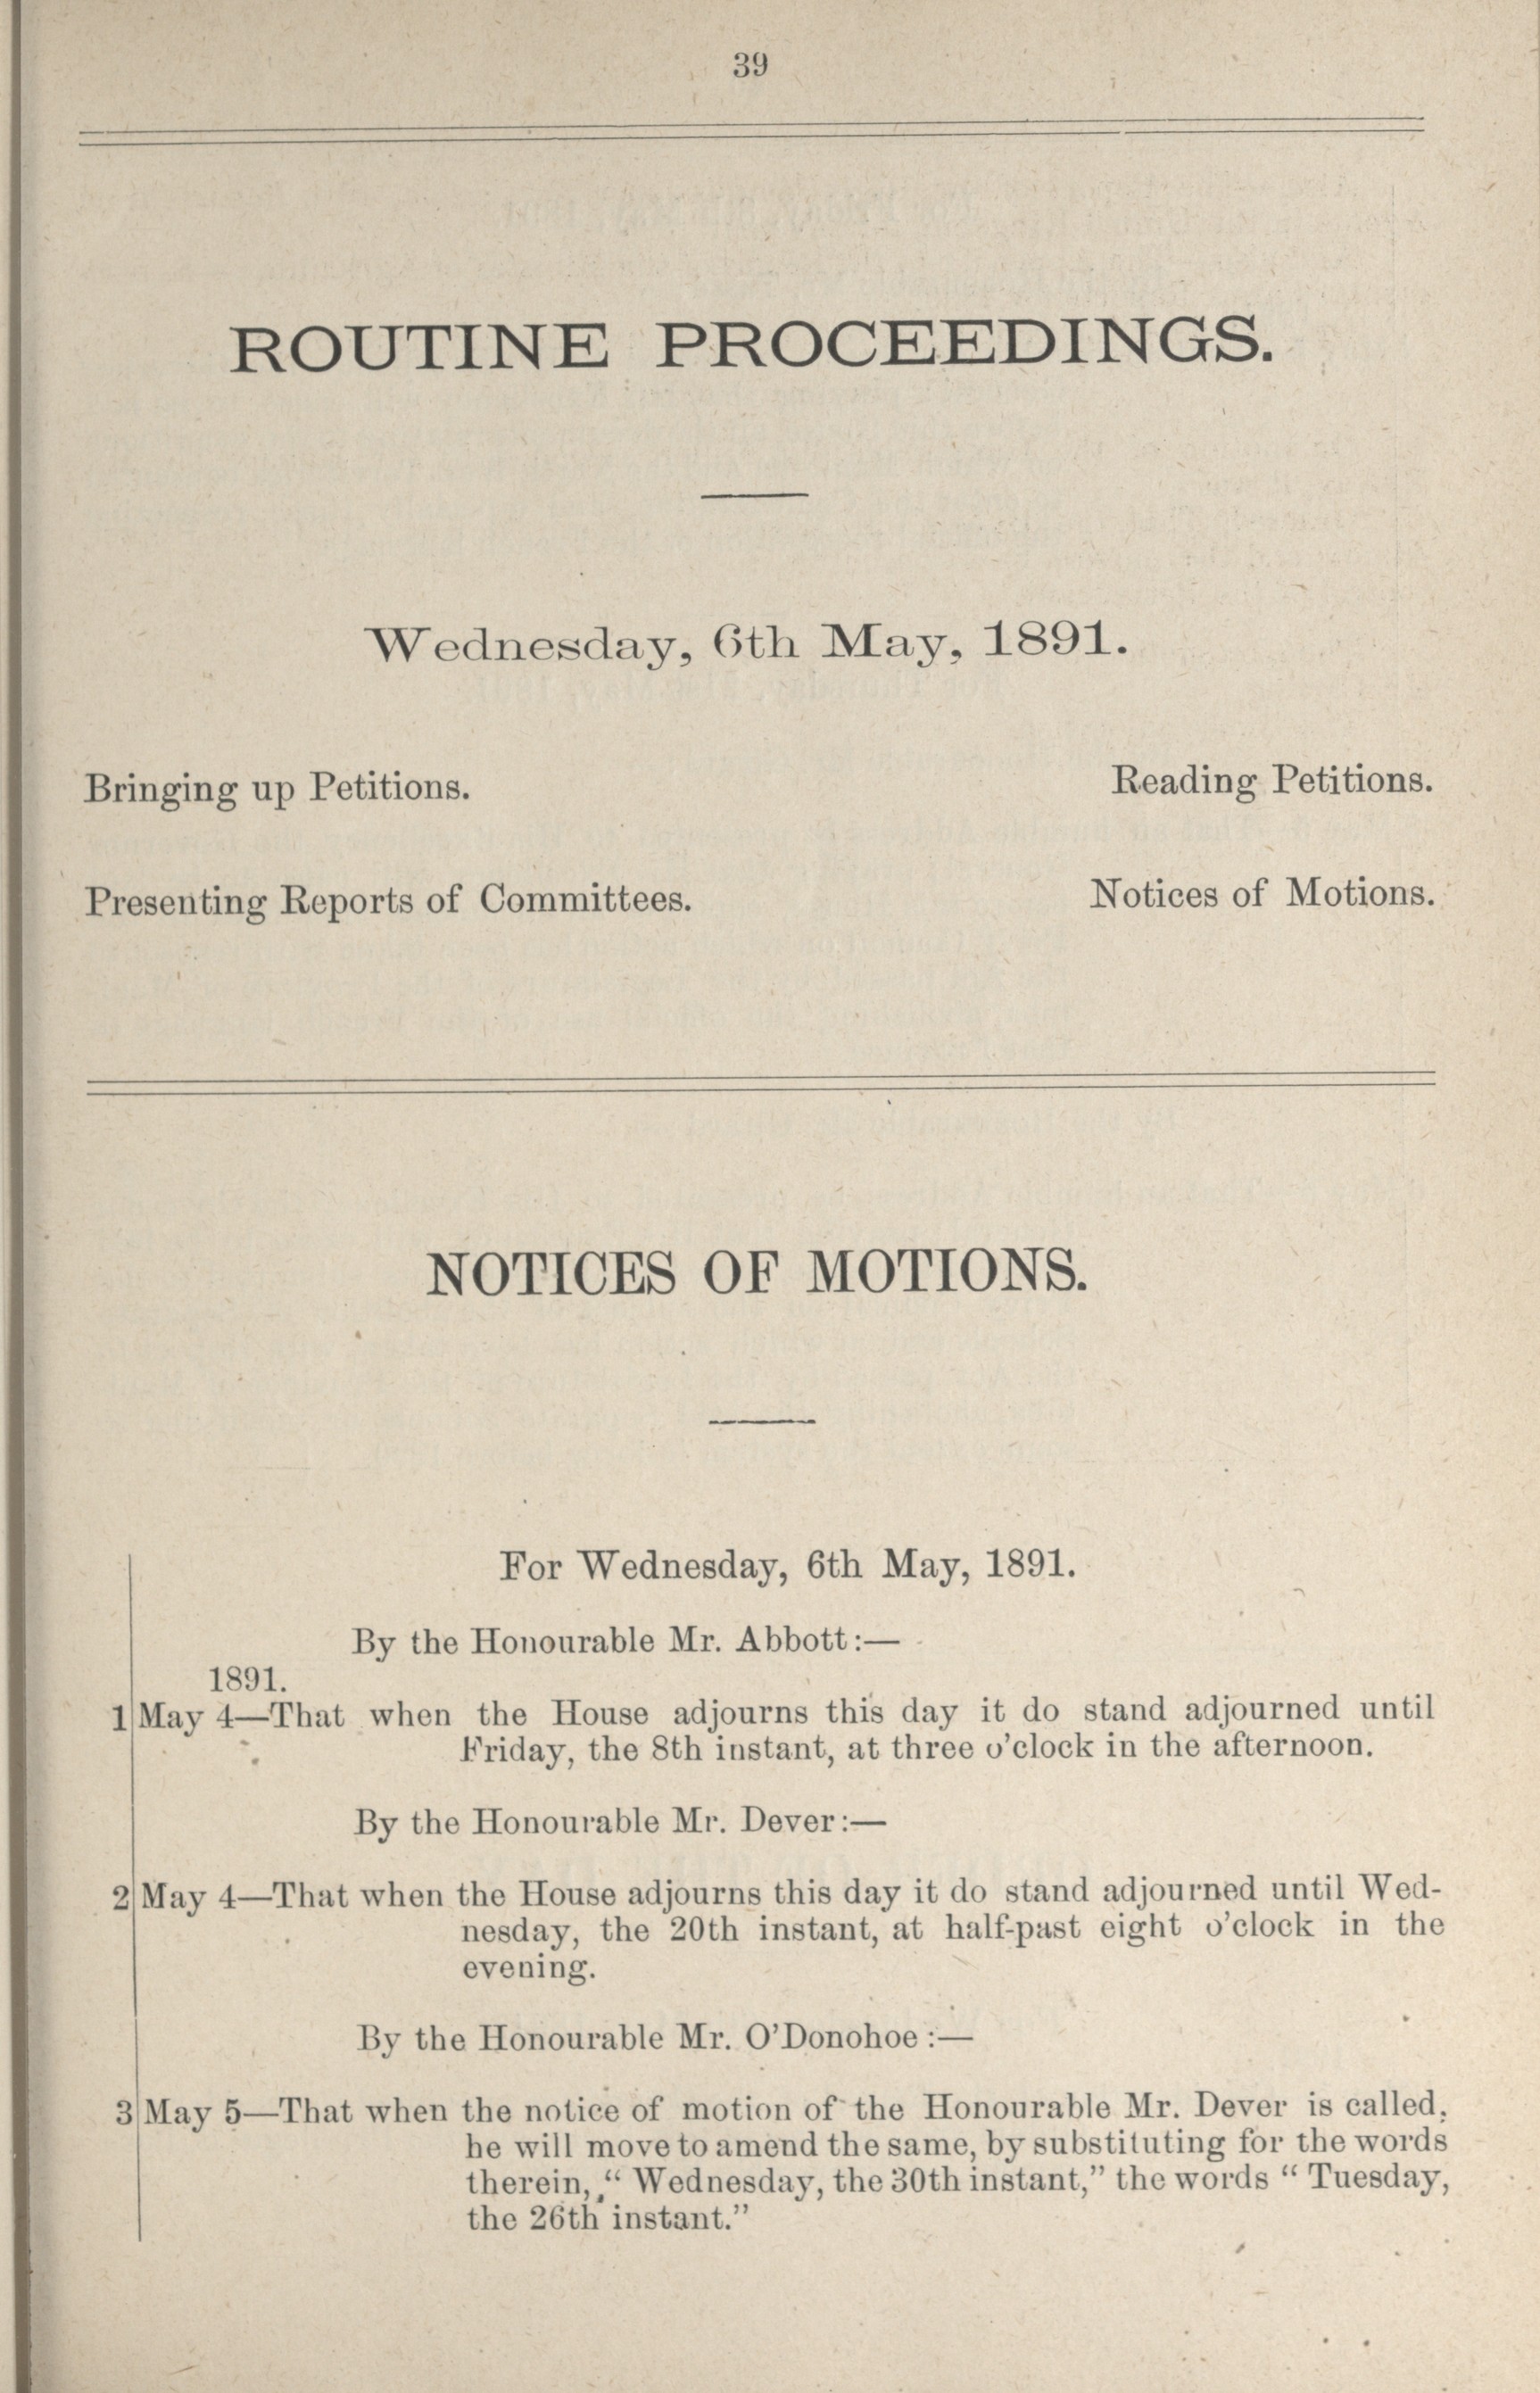 39
ROUTINE PROCEEDINGS.
Wednesday, 6th May, 1891.
Bringing up Petitions. Reading Petitions.
Presenting Reports of Committees. Notices of Motions.
NOTICES OF MOTIONS.
For Wednesday, 6th May, 1891.
By the Honourable Mr. Abbott:—
1891.
1 May 4—That when the House adjourns this day it do stand adjourned until
Friday, the 8th instant, at three o'clock in the afternoon.
By the Honourable Mr. Dever:—
2 May 4—That when the House adjourns this day it do stand adjourned until Wed-
nesday, the 20th instant, at half-past eight o'clock in the
evening.
By the Honourable Mr. O'Donohoe:—
3 May 5—That when the notice of motion of the Honourable Mr. Dever is called,
he will move to amend the same, by substituting for the words
therein, “ Wednesday, the 30th instant,” the words “ Tuesday,
the 26th instant.”